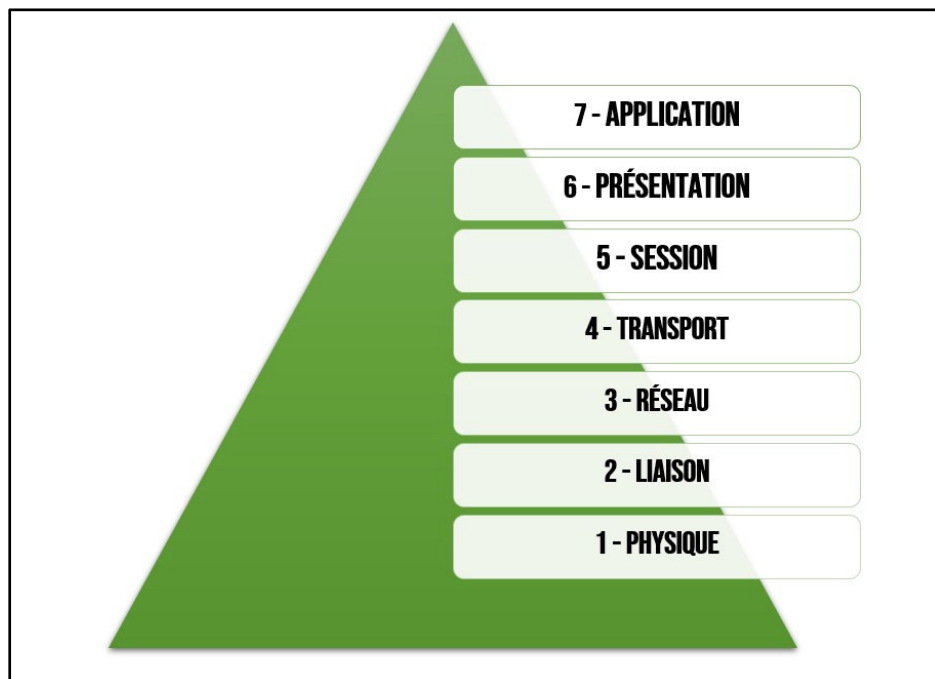 7 - APPLICATION
6 - PRÉSENTATION
5 - SESSION
4 - TRANSPORT
3 - RÉSEAU
2 - LIAISON
1 - PHYSIQUE